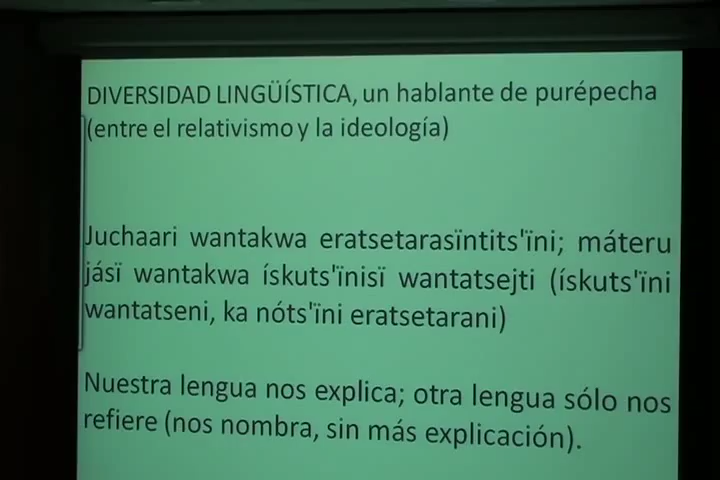 DIVERSIDAD LINGÜÍSTICA, un hablante de purépecha
(entre el relativismo y la ideología)
Juchaari wantakwa eratsetarasïntits'ïni; máteru
jásï wantakwa ískuts'ïnisï wantatsejti (ískuts'ïni
wantatseni, ka nóts'ïni eratsetarani)
Nuestra lengua nos explica; otra lengua sólo nos
refiere (nos nombra, sin más explicación).